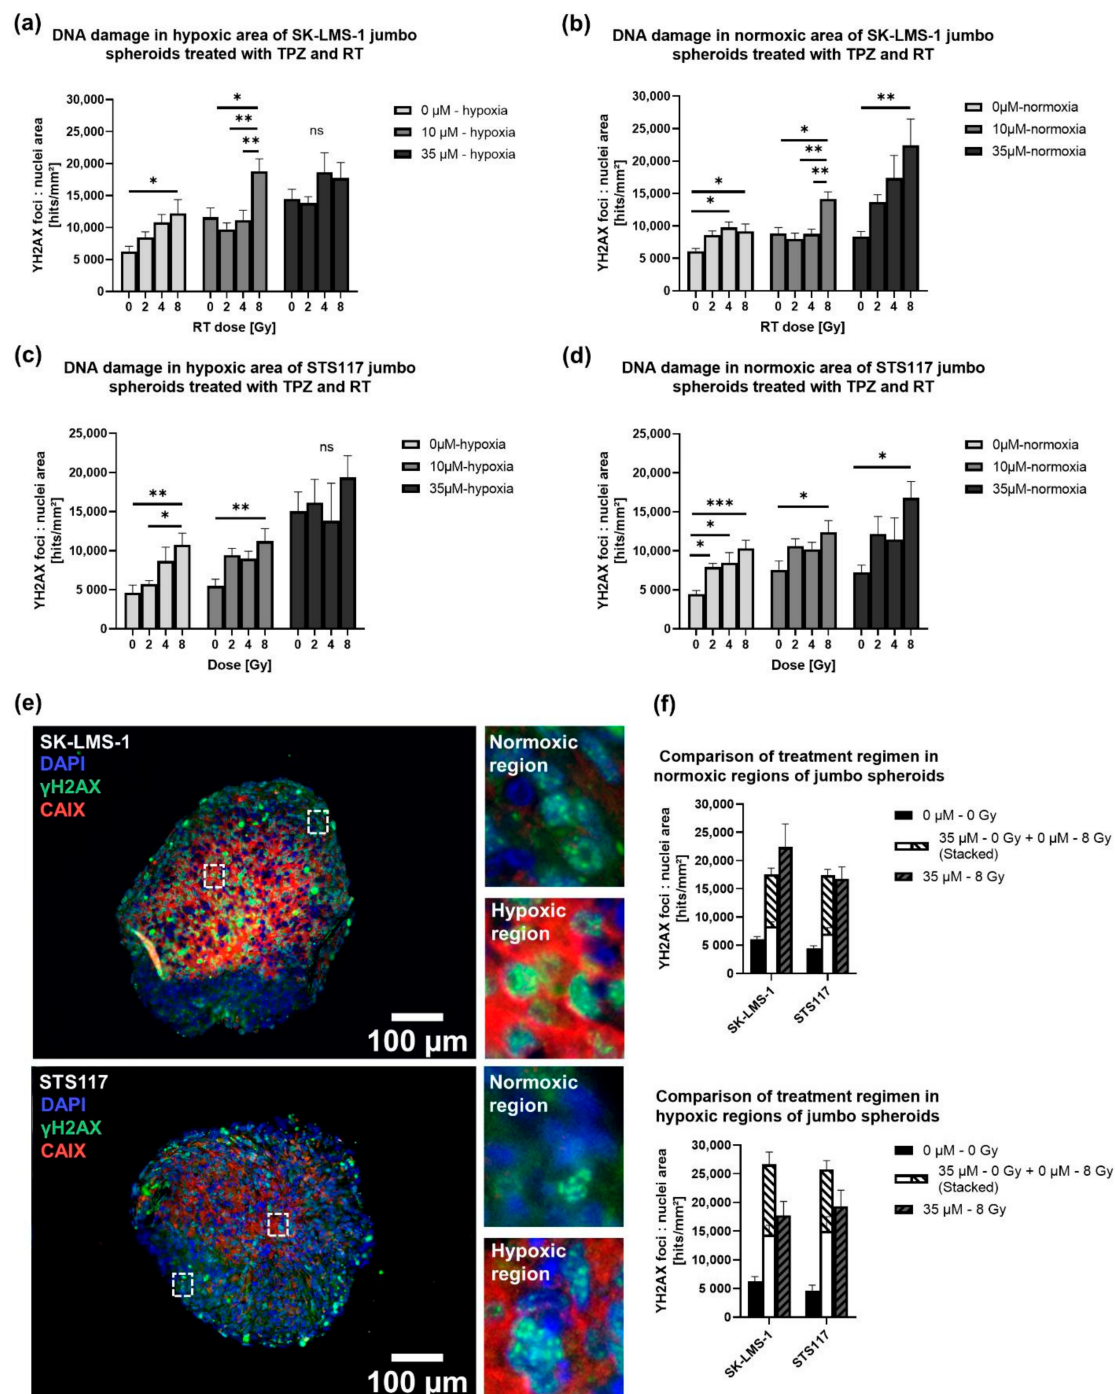 (a)
DNA damage in hypoxic area of SK-LMS-1 jumbo
spheroids treated with TPZ and RT
YH2AX foci : nuclei area
[hits/mm²]
30,000
25,000
20,000
15,000
10,000
5 000
0
*
*
**
**
ns
0 2 4 8 0 2 4 8 0 2 4 8
RT dose [Gy]
0 µM - hypoxia
10 µM - hypoxia
35 µM - hypoxia
(b)
DNA damage in normoxic area of SK-LMS-1 jumbo
spheroids treated with TPZ and RT
YH2AX foci : nuclei area
[hits/mm²]
30,000
25,000
20,000
15,000
10,000
5 000
0
*
*
*
**
**
**
0 2 4 8 0 2 4 8 0 2 4 8
RT dose [Gy]
0µM-normoxia
10µM-normoxia
35µM-normoxia
(c)
DNA damage in hypoxic area of STS117 jumbo
spheroids treated with TPZ and RT
YH2AX foci : nuclei area
[hits/mm²]
25,000
20,000
15,000
10,000
5 000
0
**
*
**
ns
0 2 4 8 0 2 4 8 0 2 4 8
Dose [Gy]
0µM-hypoxia
10µM-hypoxia
35µM-hypoxia
(d)
DNA damage in normoxic area of STS117 jumbo
spheroids treated with TPZ and RT
YH2AX foci : nuclei area
[hits/mm²]
25,000
20,000
15,000
10,000
5 000
0
***
*
*
*
*
0 2 4 8 0 2 4 8 0 2 4 8
Dose [Gy]
0µM-normoxia
10µM-normoxia
35µM-normoxia
(e)
SK-LMS-1
DAPI
γH2AX
CAIX
100 µm
Normoxic
region
Hypoxic
region
STS117
DAPI
γH2AX
CAIX
100 µm
Normoxic
region
Hypoxic
region
(f)
Comparison of treatment regimen in
normoxic regions of jumbo spheroids
YH2AX foci : nuclei area
[hits/mm²]
30,000
25,000
20,000
15,000
10,000
5 000
0
SK-LMS-1
STS117
0 µM - 0 Gy
35 µM - 0 Gy + 0 µM - 8 Gy
(Stacked)
35 µM - 8 Gy
Comparison of treatment regimen in
hypoxic regions of jumbo spheroids
YH2AX foci : nuclei area
[hits/mm²]
30,000
25,000
20,000
15,000
10,000
5 000
0
SK-LMS-1
STS117
0 µM - 0 Gy
35 µM - 0 Gy + 0 µM - 8 Gy
(Stacked)
35 µM - 8 Gy